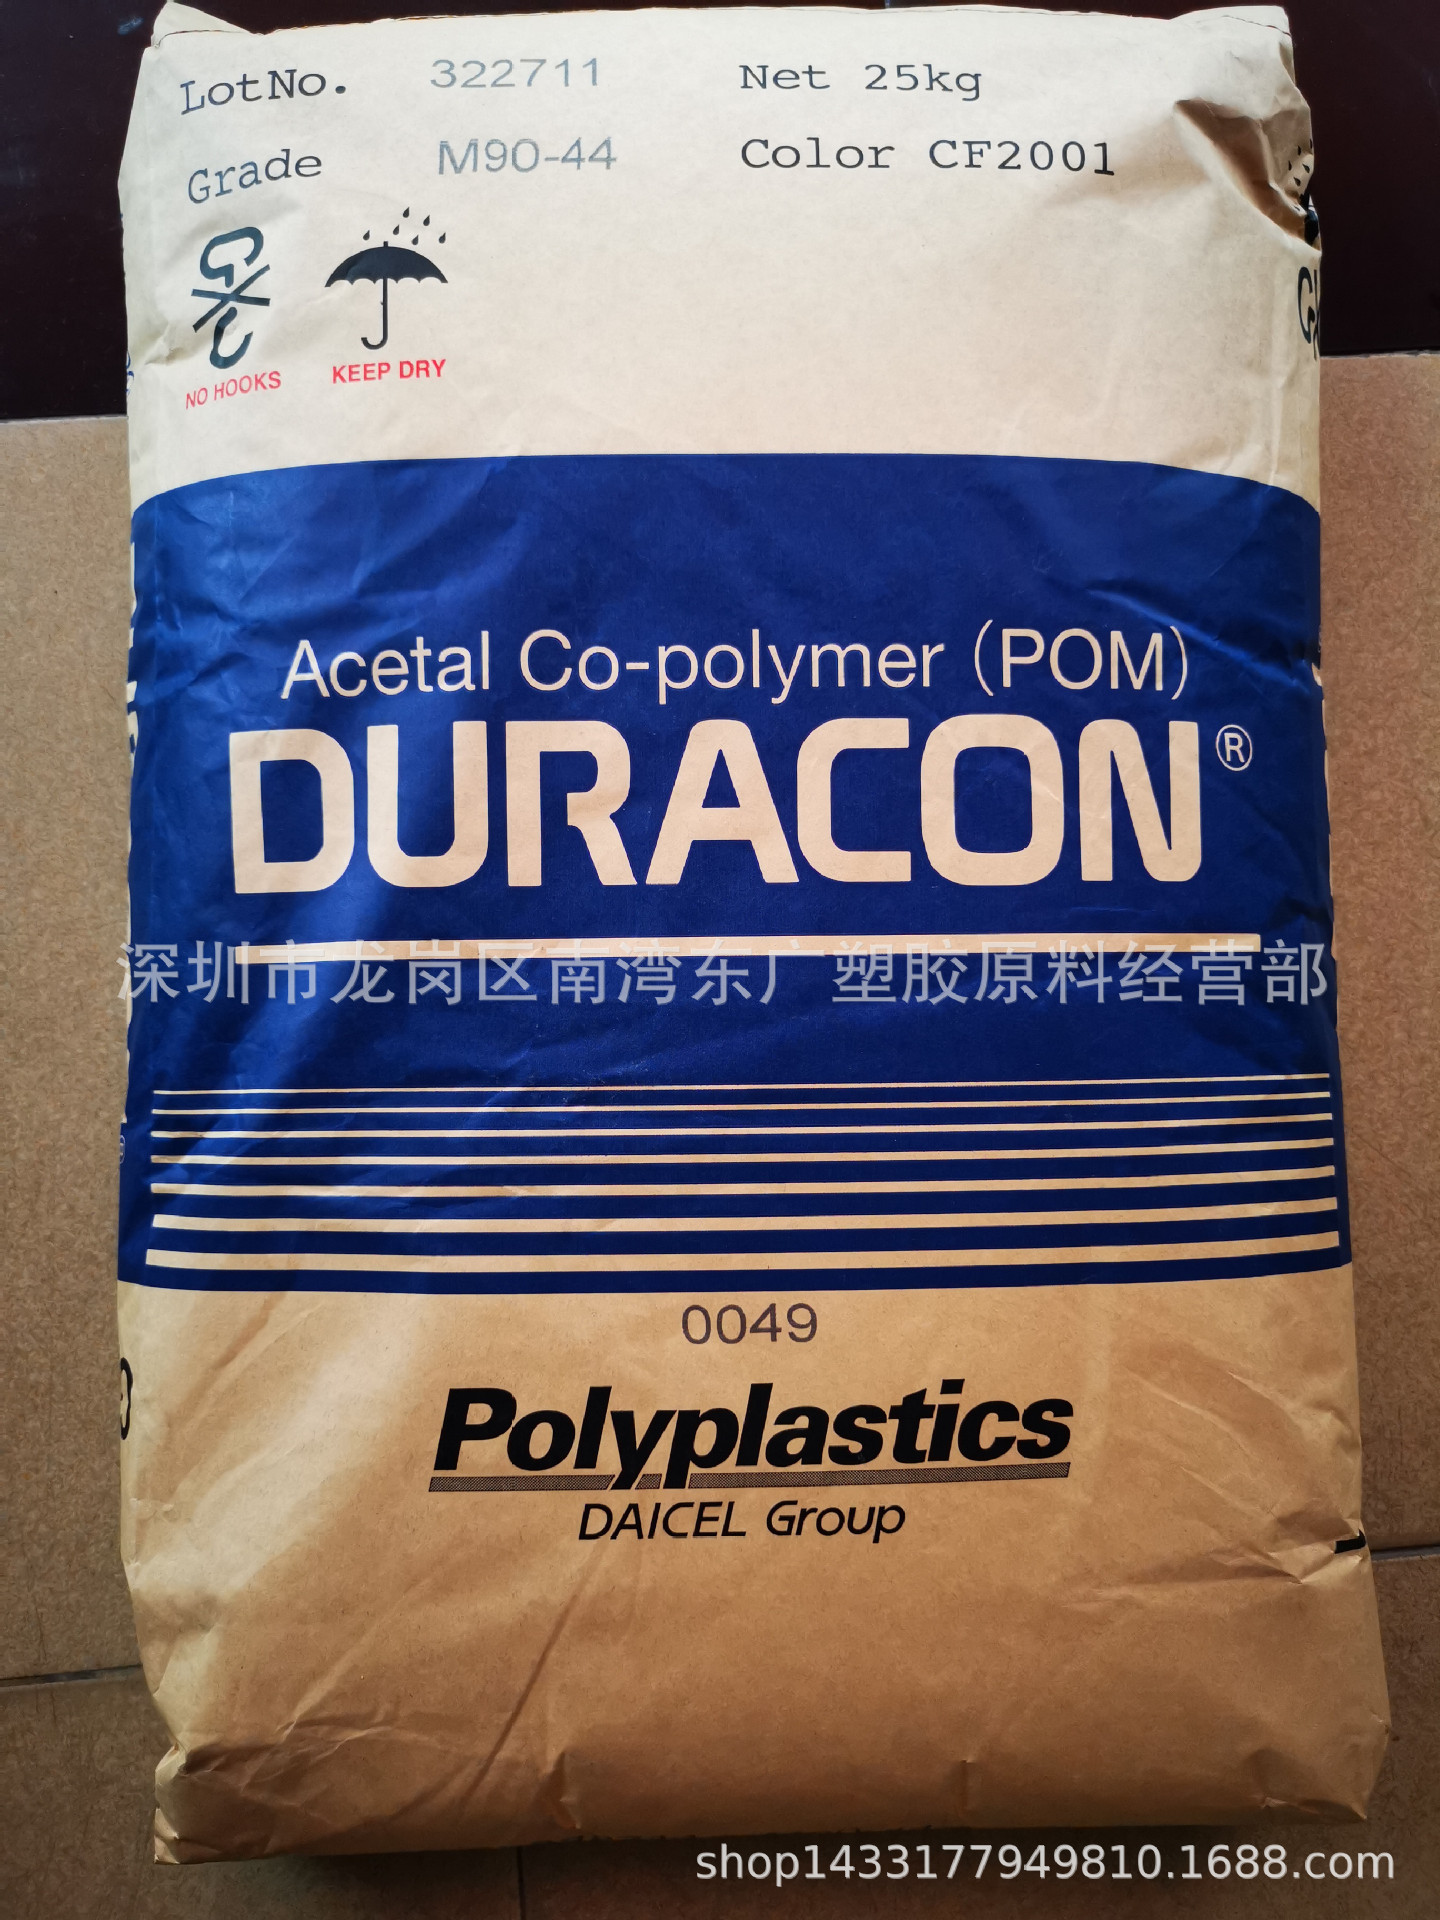 LotNo. 322711 Net 25kg
Grade M90-44 Color CF2001
NO HOOKS KEEP DRY
Acetal Co-polymer (POM)
DURACON®
深圳市龙岗区南湾东广塑胶原料经营部
0049
Polyplastics
DAICEL Group
shop1433177949810.1688.com